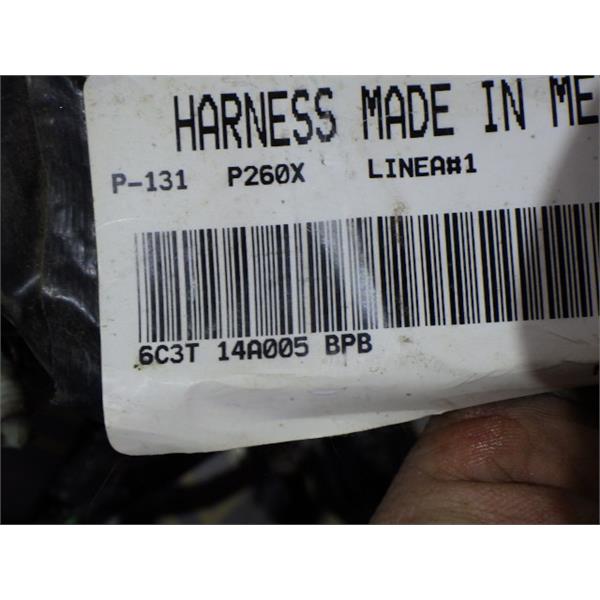 HARNESS MADE IN ME
P-131 P260X LINEA#1
6C3T 14A005 BPB